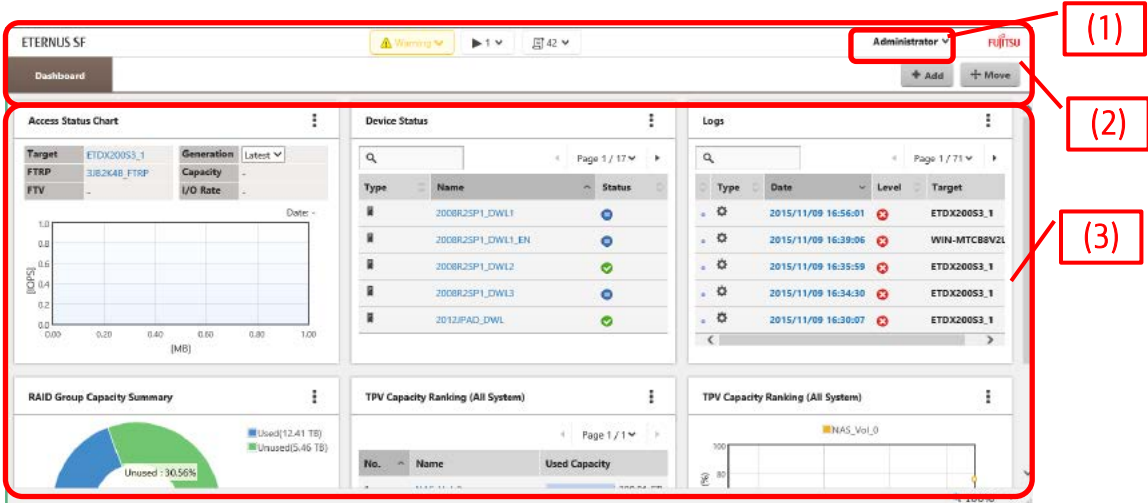 (1)
ETERNUS SF
Warning
1
42
Administrator
FUJITSU
Dashboard
Add
Move
(2)
Access Status Chart
Target ETDX200S3_1 Generation Latest
FTRP 3J82K48_FTRP Capacity -
FTV - I/O Rate -
Date: -
[IOPS]
1.0
0.8
0.6
0.4
0.2
0.0
0.00 0.20 0.40 0.60 0.80 1.00
[MB]
Device Status
Page 1 / 17
Type Name Status
2008R2SP1_DWL1
2008R2SP1_DWL1_EN
2008R2SP1_DWL2
2008R2SP1_DWL3
2012JPAD_DWL
Logs
Page 1 / 71
Type Date Level Target
2015/11/09 16:56:01 ETDX200S3_1
2015/11/09 16:39:06 WIN-MTCB8V2L
2015/11/09 16:35:59 ETDX200S3_1
2015/11/09 16:34:30 ETDX200S3_1
2015/11/09 16:30:07 ETDX200S3_1
(3)
RAID Group Capacity Summary
Used(12.41 TB)
Unused(5.46 TB)
Unused : 30.56%
TPV Capacity Ranking (All System)
Page 1 / 1
No. Name Used Capacity
TPV Capacity Ranking (All System)
NAS_Vol_0
100
80
(%)